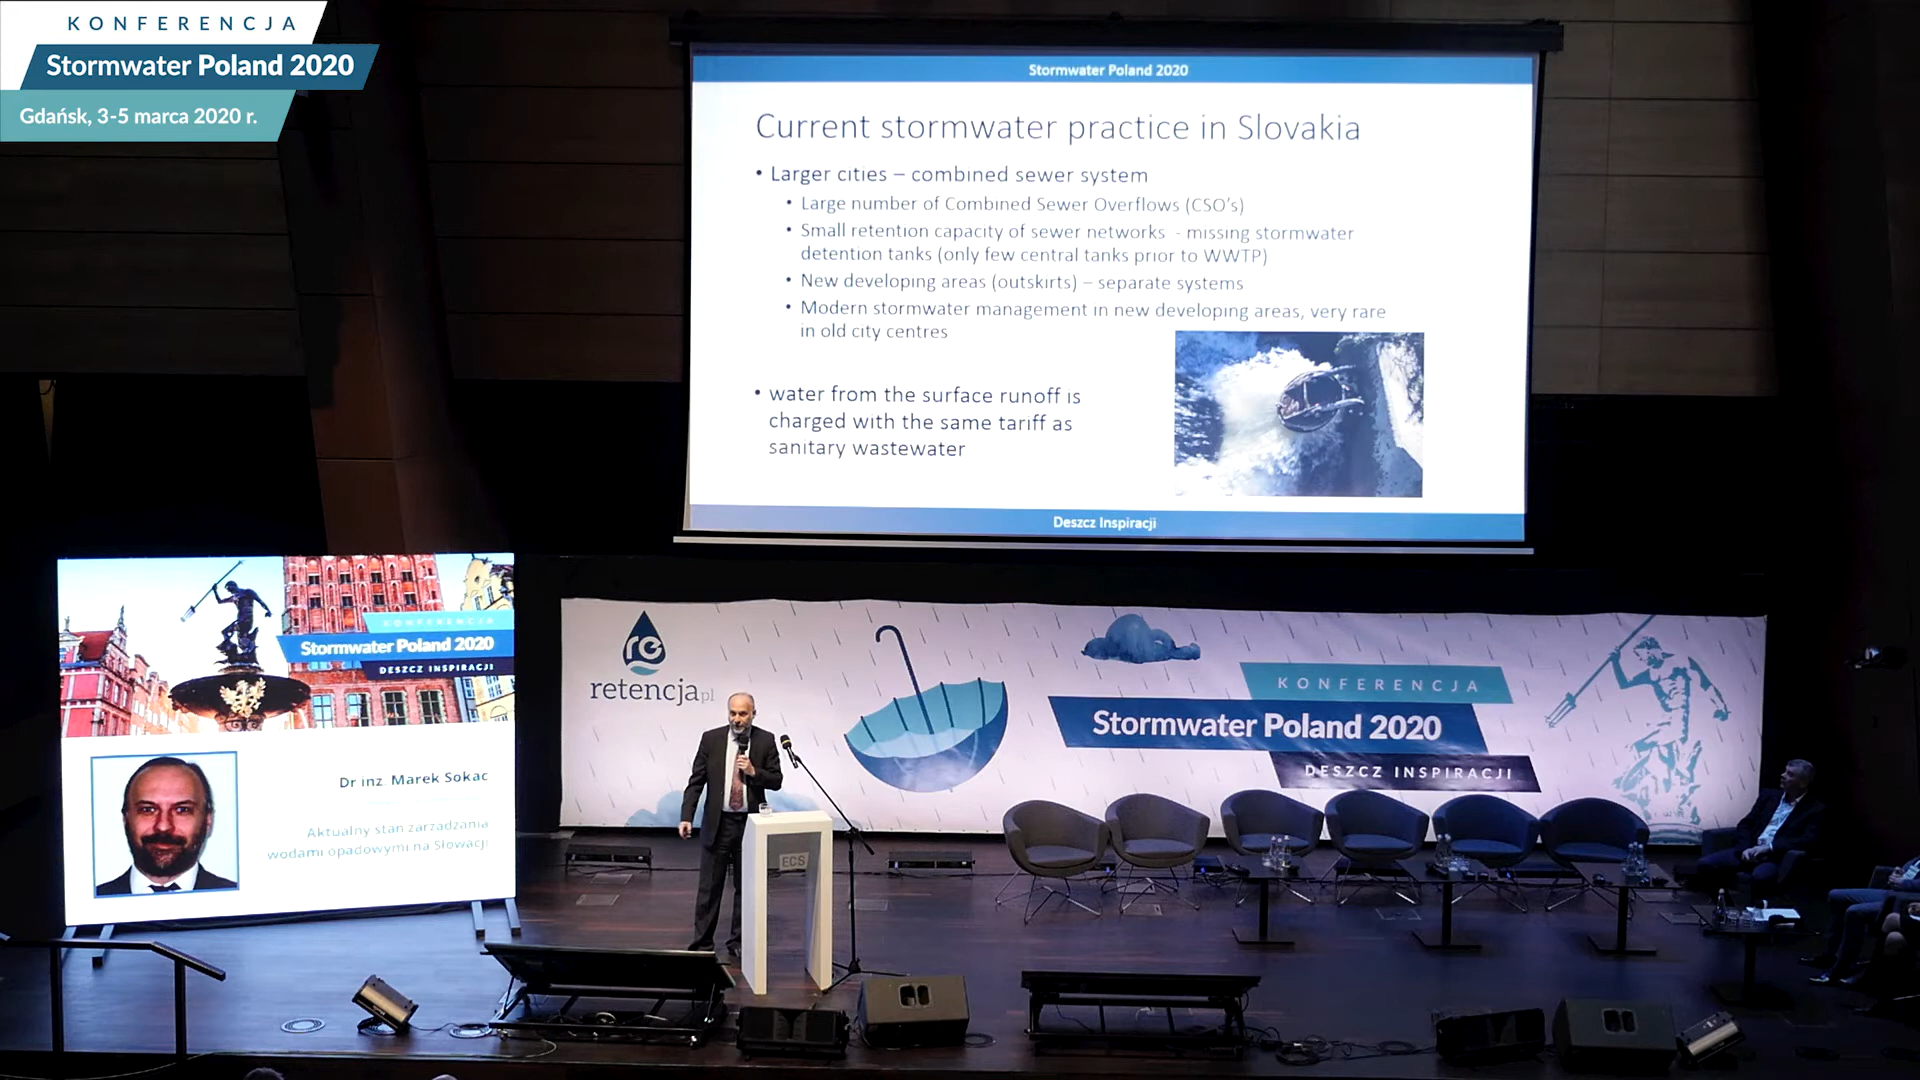 KONFERENCJA
Stormwater Poland 2020
Gdańsk, 3-5 marca 2020 r.
Stormwater Poland 2020
Current stormwater practice in Slovakia
• Larger cities – combined sewer system
• Large number of Combined Sewer Overflows (CSO's)
• Small retention capacity of sewer networks - missing stormwater
detention tanks (only few central tanks prior to WWTP)
• New developing areas (outskirts) – separate systems
• Modern stormwater management in new developing areas, very rare
in old city centres
• water from the surface runoff is
charged with the same tariff as
sanitary wastewater
Deszcz Inspiracji
KONFERENCJA
Stormwater Poland 2020
DESZCZ INSPIRACJI
Dr inż. Marek Sokac
Aktualny stan zarzadzania
wodami opadowymi na Słowacji
re
retencja.pl
KONFERENCJA
Stormwater Poland 2020
DESZCZ INSPIRACJI
ECS